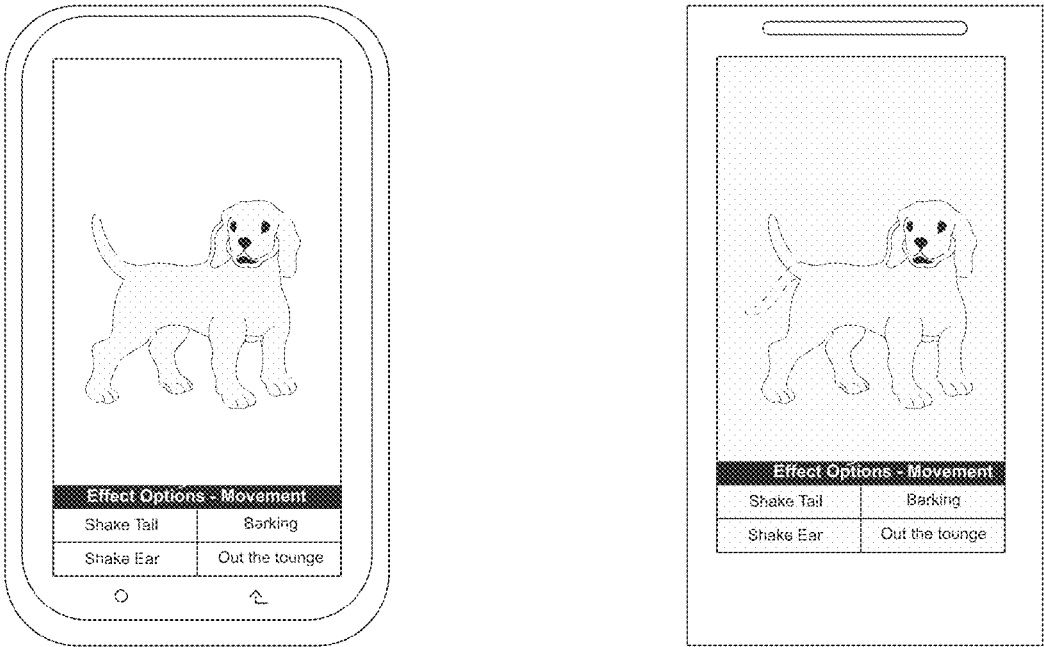 Effect Options - Movement
Shake Tail Barking
Shake Ear Out the tounge
Effect Options - Movement
Shake Tail Barking
Shake Ear Out the tounge